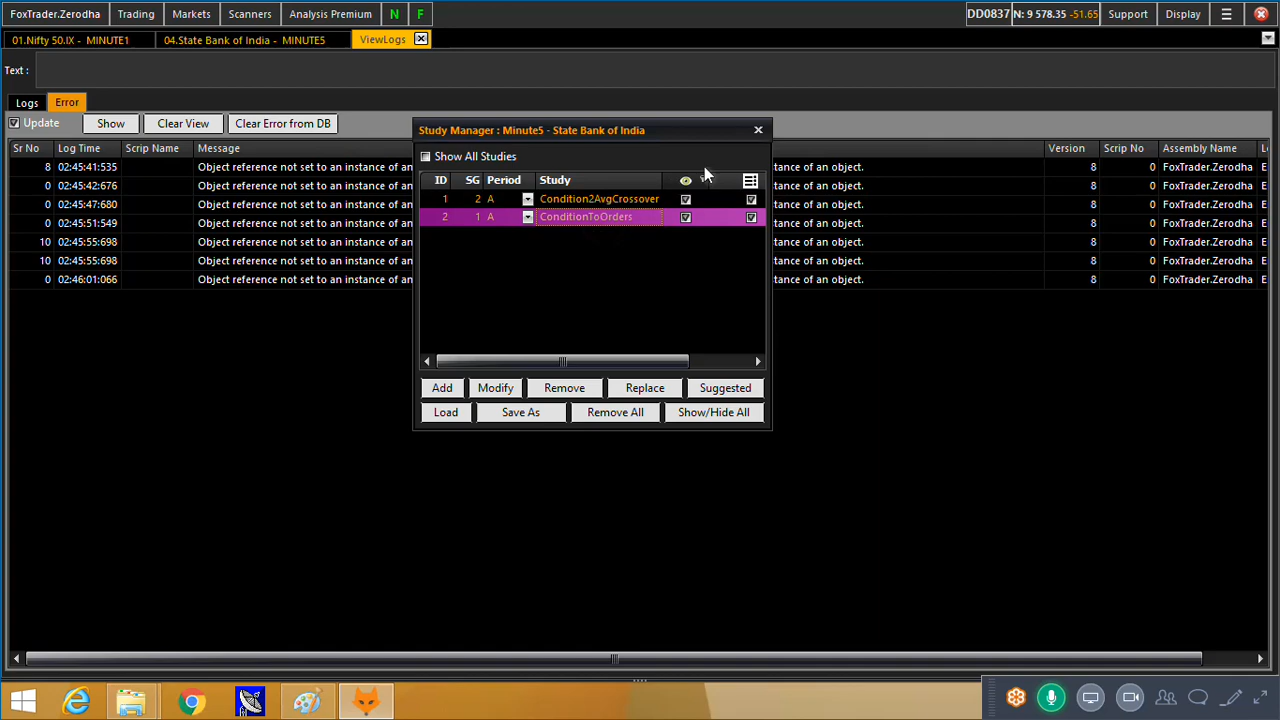 FoxTrader.Zerodha Trading Markets Scanners Analysis Premium N F DD0837 N: 9 578.35 -51.65 Support Display
01.Nifty 50.IX - MINUTE1 04.State Bank of India - MINUTE5 ViewLogs
Text :
Logs Error
Update Show Clear View Clear Error from DB
Sr No Log Time Scrip Name Message Version Scrip No Assembly Name
8 02:45:41:535 Object reference not set to an instance of an tance of an object. 8 0 FoxTrader.Zerodha E
0 02:45:42:676 Object reference not set to an instance of an tance of an object. 8 0 FoxTrader.Zerodha E
0 02:45:47:680 Object reference not set to an instance of an tance of an object. 8 0 FoxTrader.Zerodha E
0 02:45:51:549 Object reference not set to an instance of an tance of an object. 8 0 FoxTrader.Zerodha E
10 02:45:55:698 Object reference not set to an instance of an tance of an object. 8 0 FoxTrader.Zerodha E
10 02:45:55:698 Object reference not set to an instance of an tance of an object. 8 0 FoxTrader.Zerodha E
0 02:46:01:066 Object reference not set to an instance of an tance of an object. 8 0 FoxTrader.Zerodha E
Study Manager : Minute5 - State Bank of India
Show All Studies
ID SG Period Study
1 2 A Condition2AvgCrossover
2 1 A ConditionToOrders
Add Modify Remove Replace Suggested
Load Save As Remove All Show/Hide All